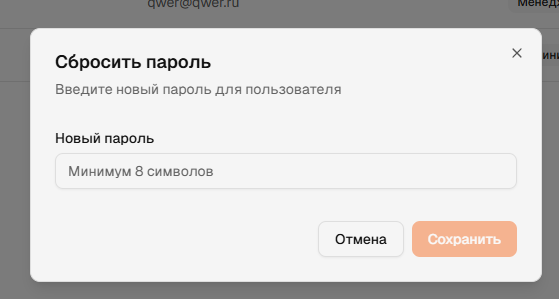 qwer@qwer.ru
Сбросить пароль
Введите новый пароль для пользователя
Новый пароль
Минимум 8 символов
Отмена
Сохранить